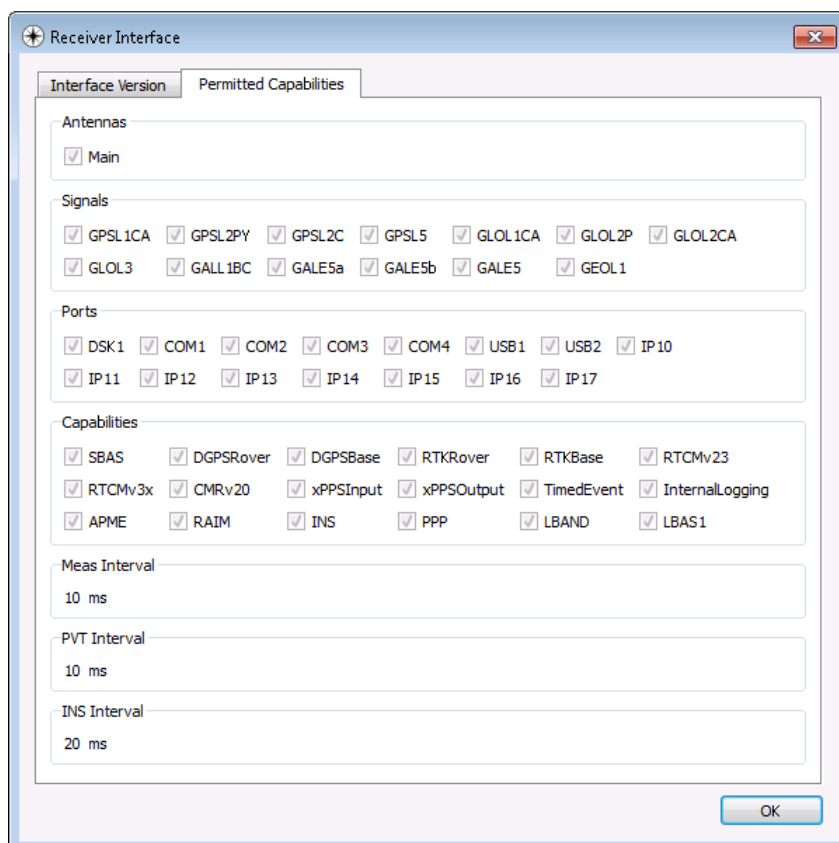 Receiver Interface
Interface Version Permitted Capabilities
Antennas
Main
Signals
GPSL1CA GPSL2PY GPSL2C GPSL5 GLOL1CA GLOL2P GLOL2CA
GLOL3 GALL1BC GALE5a GALE5b GALE5 GEOL1
Ports
DSK1 COM1 COM2 COM3 COM4 USB1 USB2 IP10
IP11 IP12 IP13 IP14 IP15 IP16 IP17
Capabilities
SBAS DGPSRover DGPSBase RTKRover RTKBase RTCMv23
RTCMv3x CMRv20 xPPSInput xPPSOutput TimedEvent InternalLogging
APME RAIM INS PPP LBAND LBAS1
Meas Interval
10 ms
PVT Interval
10 ms
INS Interval
20 ms
OK